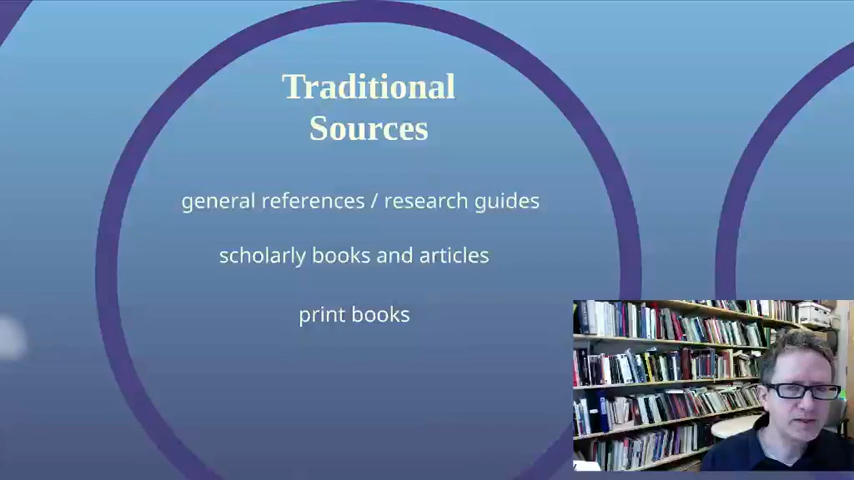 Traditional
Sources
general references / research guides
scholarly books and articles
print books